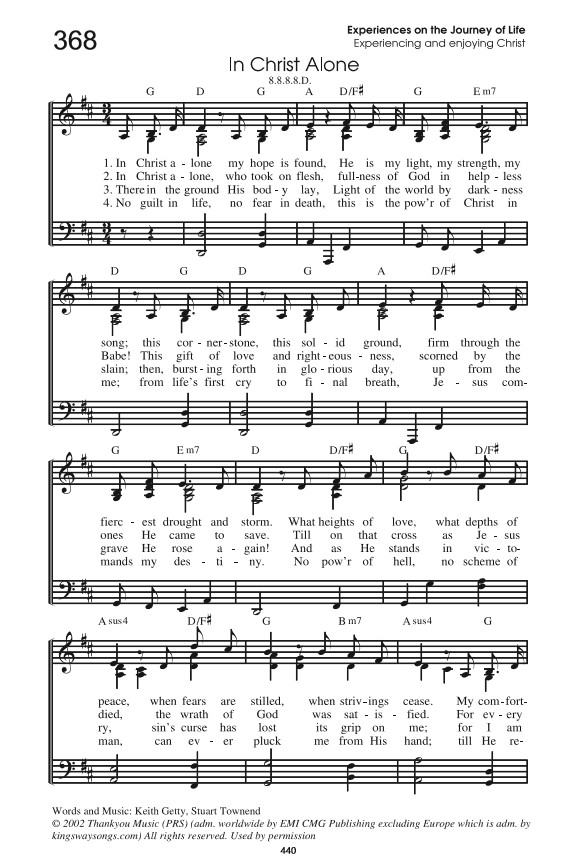 368
Experiences on the Journey of Life
Experiencing and enjoying Christ
In Christ Alone
8.8.8.8.D.
G D G A D/F♯ G E m7
1. In Christ a - lone my hope is found, He is my light, my strength, my
2. In Christ a - lone, who took on flesh, full-ness of God in help - less
3. There in the ground His bod - y lay, Light of the world by dark - ness
4. No guilt in life, no fear in death, this is the pow'r of Christ in
D G D G A D/F♯
song; this cor - ner - stone, this sol - id ground, firm through the
Babe! This gift of love and right - eous - ness, scorned by the
slain; then, burst - ing forth in glo - rious day, up from the
me; from life's first cry to fi - nal breath, Je - sus com-
G E m7 D D/F♯ G D/F♯
fierc - est drought and storm. What heights of love, what depths of
ones He came to save. Till on that cross as Je - sus
grave He rose a - gain! And as He stands in vic - to-
mands my des - ti - ny. No pow'r of hell, no scheme of
A sus4 D/F♯ G B m7 A sus4 G
peace, when fears are stilled, when striv-ings cease. My com-fort-
died, the wrath of God was sat - is - fied. For ev - ery
ry, sin's curse has lost its grip on me; for I am
man, can ev - er pluck me from His hand; till He re-
Words and Music: Keith Getty, Stuart Townend
© 2002 Thankyou Music (PRS) (adm. worldwide by EMI CMG Publishing excluding Europe which is adm. by
kingswaysongs.com) All rights reserved. Used by permission
440